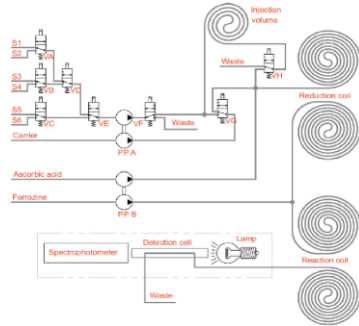 Injection
volume
S1
S2
VA
Waste
VH
S3
S4
VB
VD
Reduction coil
S5
S6
VC
VE
VF
Waste
VG
Carrier
PP A
Ascorbic acid
Ferrozine
PP B
Lamp
Detection cell
Spectrophotometer
Reaction coil
Waste